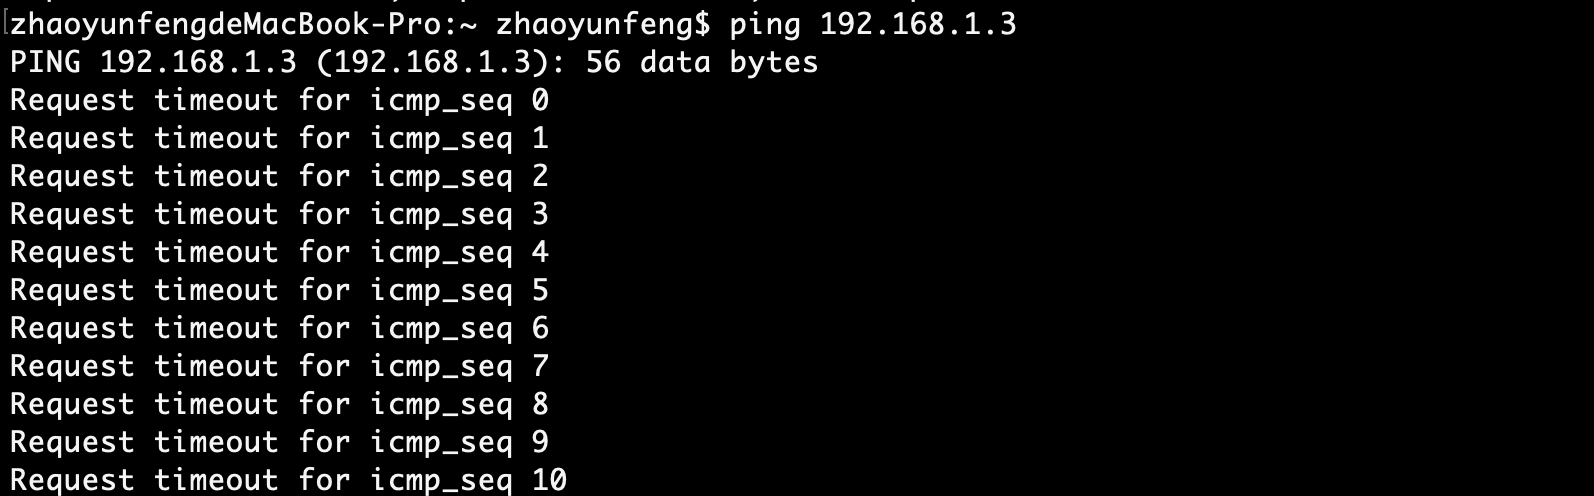 zhaoyunfengdeMacBook-Pro:~ zhaoyunfeng$ ping 192.168.1.3
PING 192.168.1.3 (192.168.1.3): 56 data bytes
Request timeout for icmp_seq 0
Request timeout for icmp_seq 1
Request timeout for icmp_seq 2
Request timeout for icmp_seq 3
Request timeout for icmp_seq 4
Request timeout for icmp_seq 5
Request timeout for icmp_seq 6
Request timeout for icmp_seq 7
Request timeout for icmp_seq 8
Request timeout for icmp_seq 9
Request timeout for icmp_seq 10